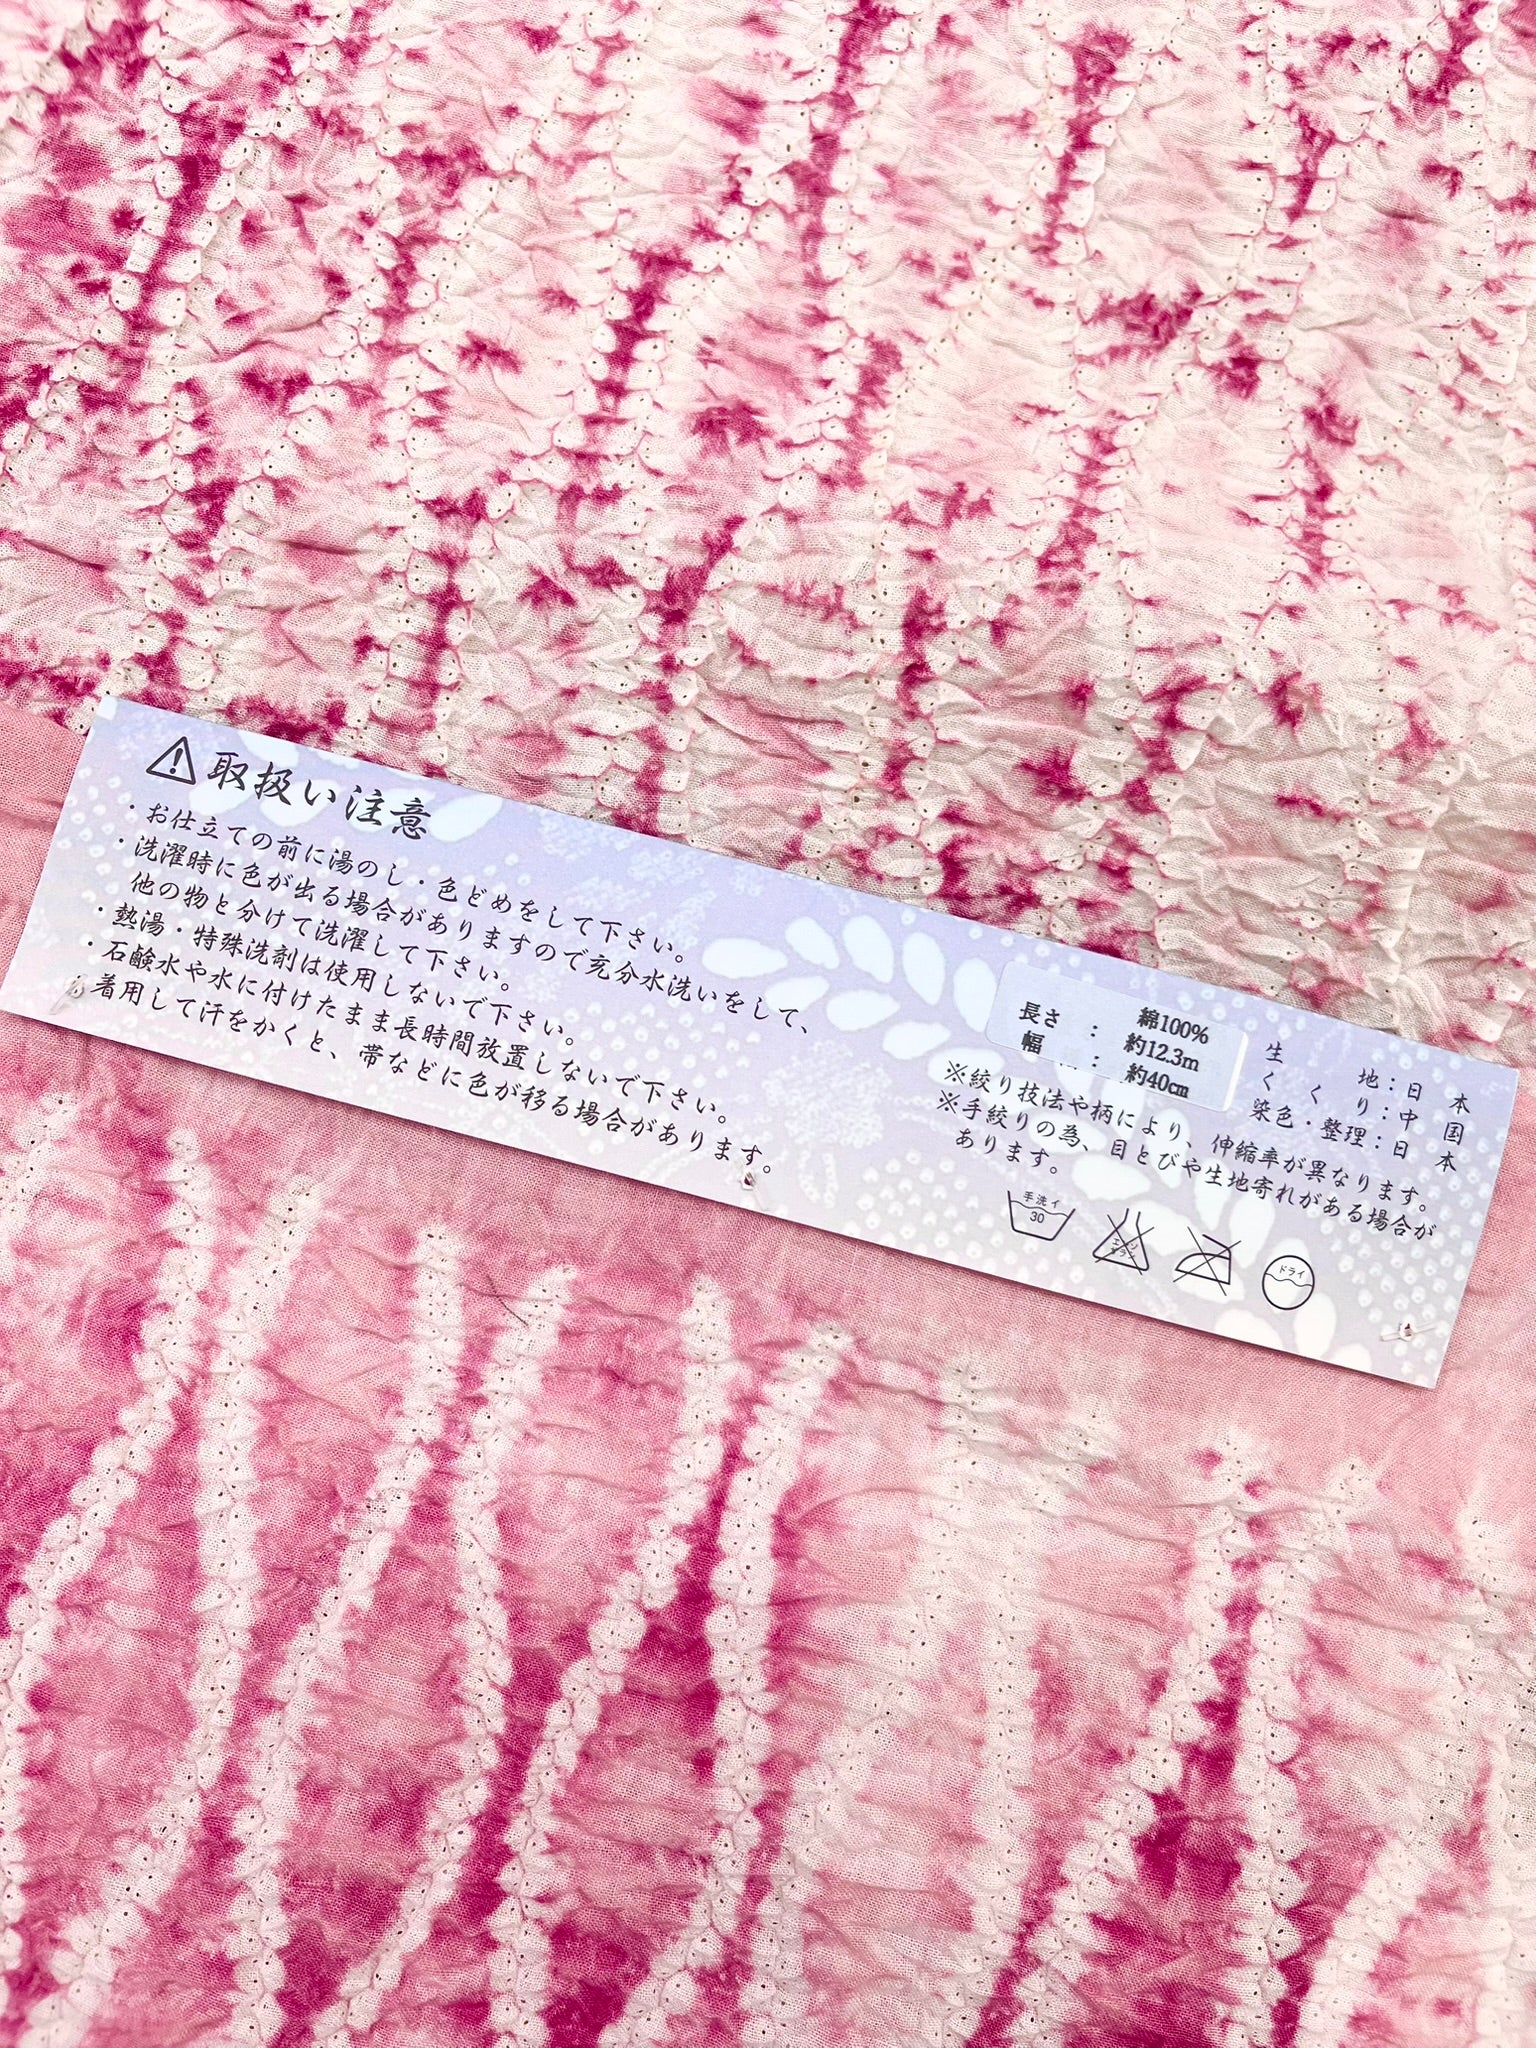 取扱い注意
・お仕立ての前に湯のし・色どめをして下さい。
・洗濯時に色が出る場合がありますので充分水洗いをして、
他の物と分けて洗濯して下さい。
・熱湯・特殊洗剤は使用しないで下さい。
・石鹸水や水に付けたまま長時間放置しないで下さい。
・着用して汗をかくと、帯などに色が移る場合があります。
綿100%
長さ : 約12.3m
幅 : 約40cm
生地:日本
くくり:中国
染色・整理:日本
※絞り技法や柄により、伸縮率が異なります。
※手絞りの為、目とびや生地寄れがある場合が
あります。
手洗イ
30
エンソサラシ
ドライ